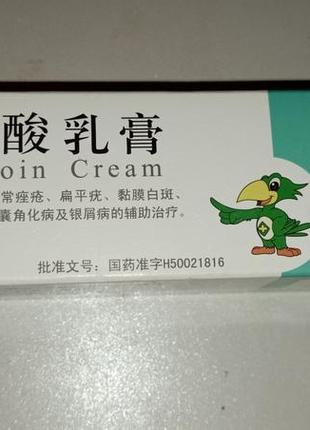 酸乳膏
oin Cream
常痤疮、扁平疣、黏膜白斑、
囊角化病及银屑病的辅助治疗。
批准文号：国药准字H50021816